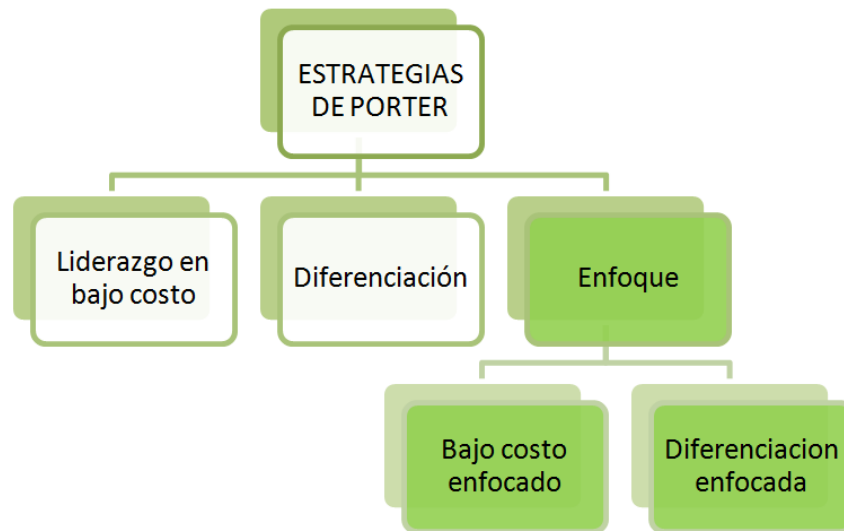 ESTRATEGIAS
DE PORTER
Liderazgo en
bajo costo
Diferenciación
Enfoque
Bajo costo
enfocado
Diferenciacion
enfocada